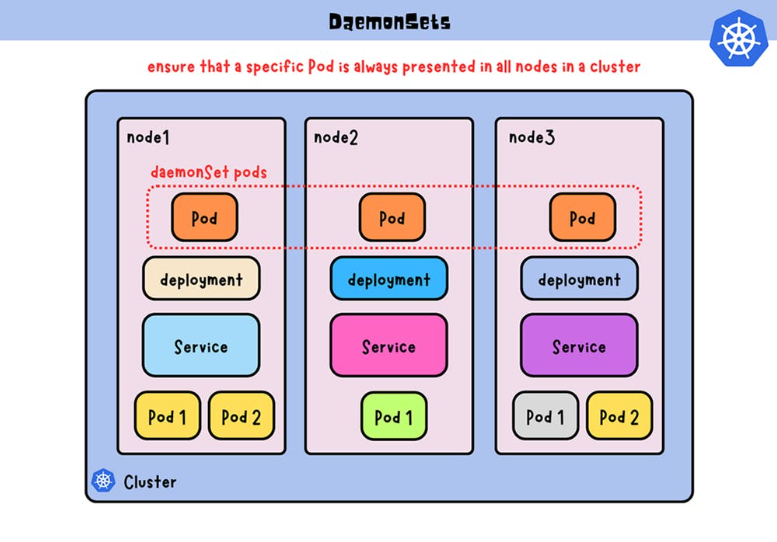 DaemonSets
ensure that a specific Pod is always presented in all nodes in a cluster
node1
node2
node3
daemonSet pods
Pod
Pod
Pod
deployment
deployment
deployment
Service
Service
Service
Pod 1
Pod 2
Pod 1
Pod 1
Pod 2
Cluster